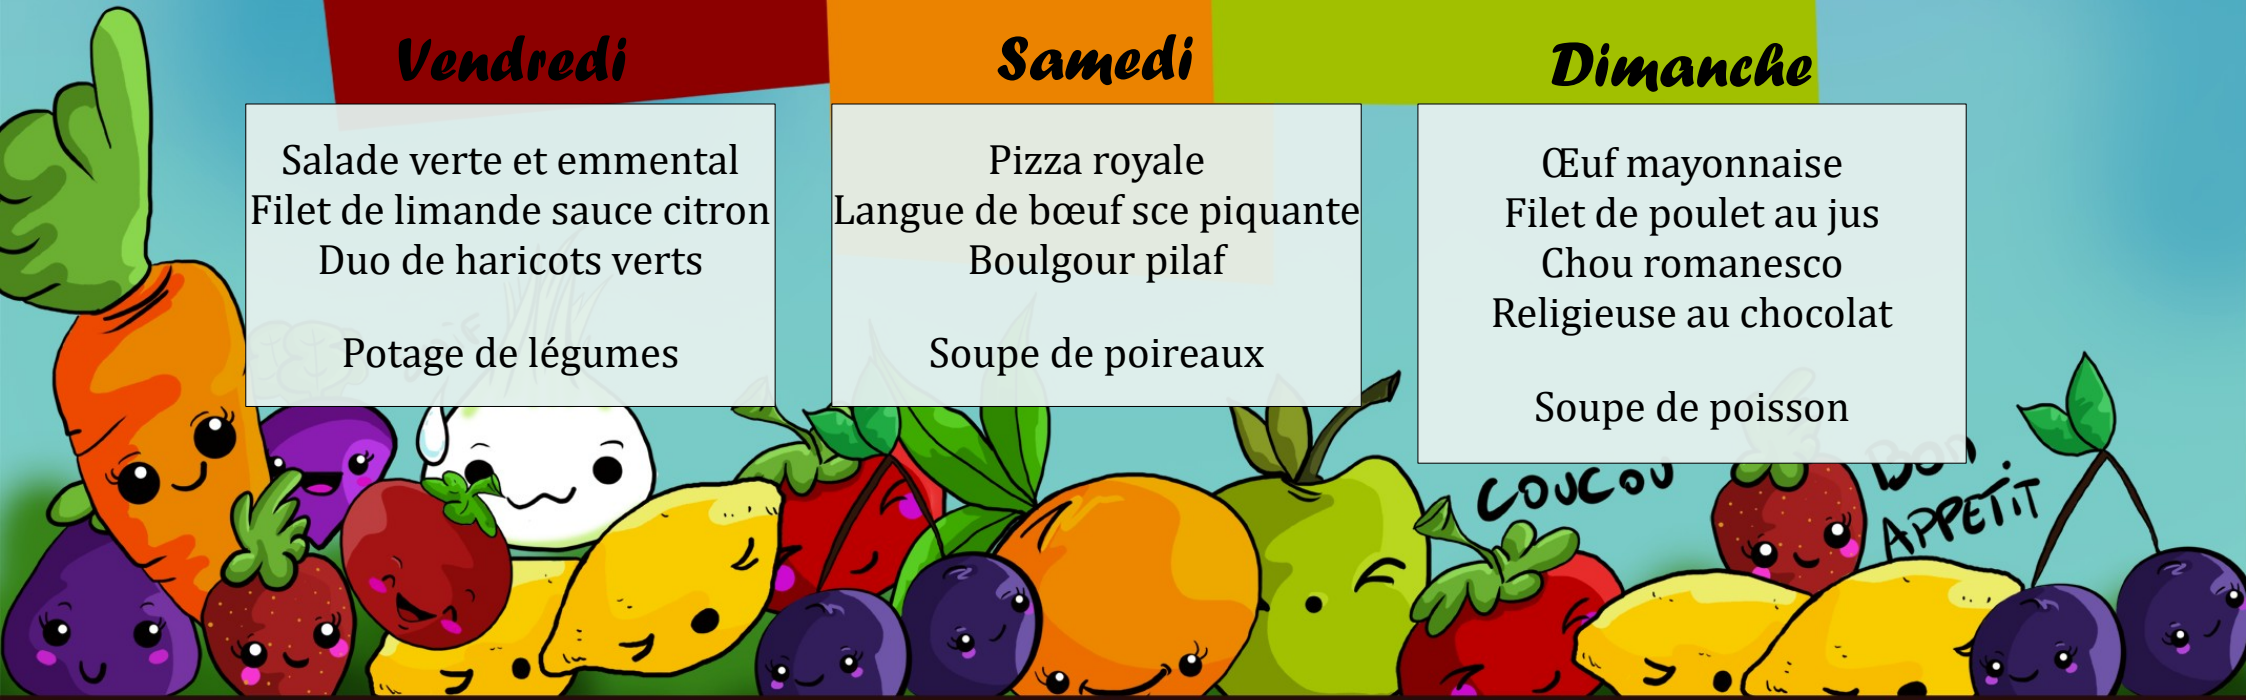 Vendredi
Salade verte et emmental
Filet de limande sauce citron
Duo de haricots verts
Potage de légumes
Samedi
Pizza royale
Langue de bœuf sce piquante
Boulgour pilaf
Soupe de poireaux
Dimanche
Œuf mayonnaise
Filet de poulet au jus
Chou romanesco
Religieuse au chocolat
Soupe de poisson
COUCOU
BON
APPETIT